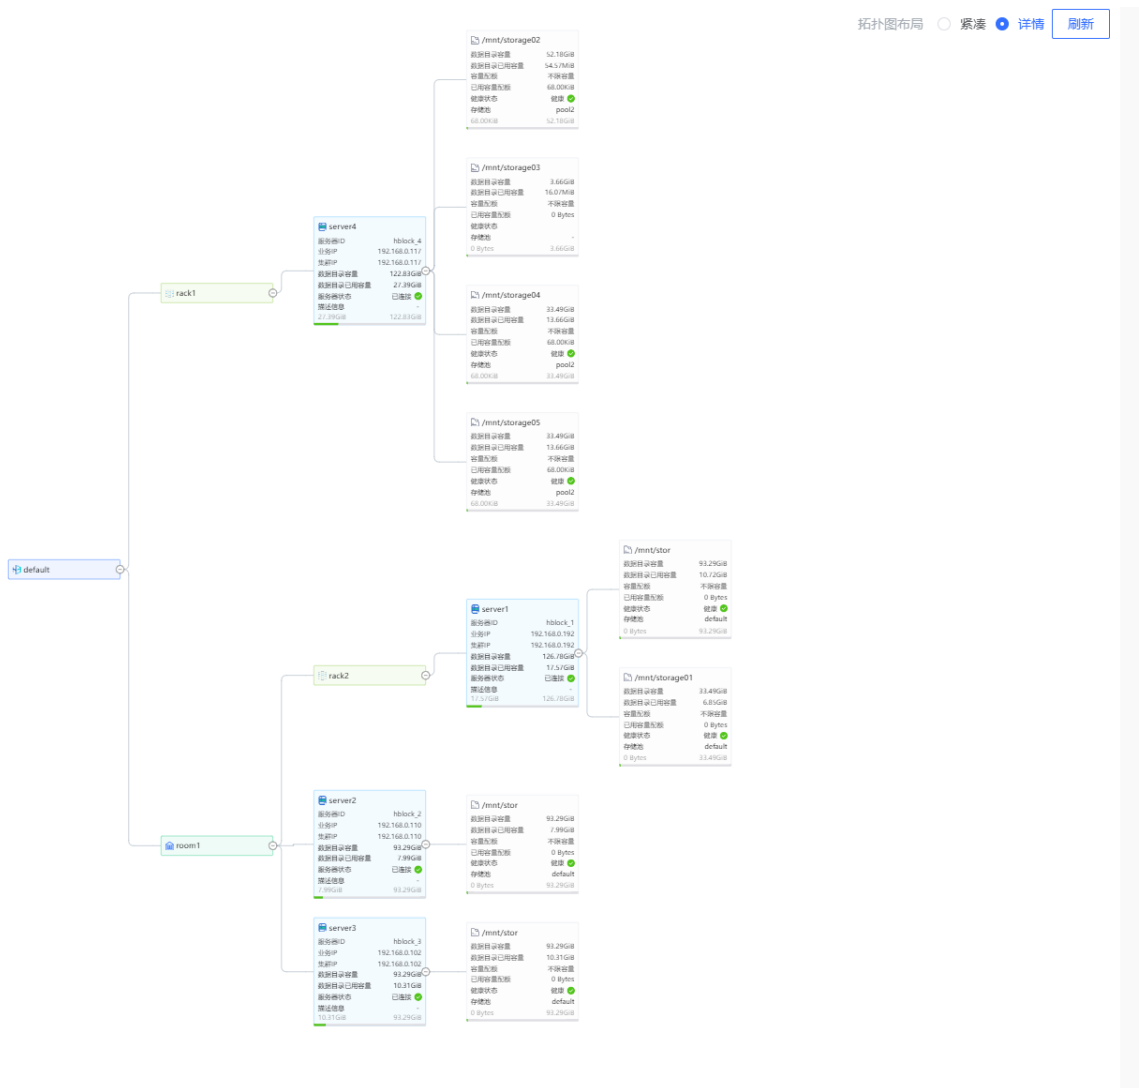 拓扑图布局 紧凑 详情 刷新
/mnt/storage02
数据目录容量 52.18GiB
数据目录已用容量 54.57MiB
容量配额 不限容量
已用容量配额 68.00KiB
健康状态 健康
存储池 pool2
68.00KiB 52.18GiB
/mnt/storage03
数据目录容量 3.66GiB
数据目录已用容量 16.07MiB
容量配额 不限容量
已用容量配额 0 Bytes
健康状态
存储池 -
0 Bytes 3.66GiB
server4
服务器ID hblock_4
业务IP 192.168.0.117
集群IP 192.168.0.117
数据目录容量 122.83GiB
数据目录已用容量 27.39GiB
服务器状态 已连接
描述信息 -
27.39GiB 122.83GiB
rack1
/mnt/storage04
数据目录容量 33.49GiB
数据目录已用容量 13.66GiB
容量配额 不限容量
已用容量配额 68.00KiB
健康状态 健康
存储池 pool2
68.00KiB 33.49GiB
/mnt/storage05
数据目录容量 33.49GiB
数据目录已用容量 13.66GiB
容量配额 不限容量
已用容量配额 68.00KiB
健康状态 健康
存储池 pool2
68.00KiB 33.49GiB
default
/mnt/stor
数据目录容量 93.29GiB
数据目录已用容量 10.72GiB
容量配额 不限容量
已用容量配额 0 Bytes
健康状态 健康
存储池 default
0 Bytes 93.29GiB
server1
服务器ID hblock_1
业务IP 192.168.0.192
集群IP 192.168.0.192
数据目录容量 126.78GiB
数据目录已用容量 17.57GiB
服务器状态 已连接
描述信息 -
17.57GiB 126.78GiB
rack2
/mnt/storage01
数据目录容量 33.49GiB
数据目录已用容量 6.85GiB
容量配额 不限容量
已用容量配额 0 Bytes
健康状态 健康
存储池 default
0 Bytes 33.49GiB
server2
服务器ID hblock_2
业务IP 192.168.0.110
集群IP 192.168.0.110
数据目录容量 93.29GiB
数据目录已用容量 7.99GiB
服务器状态 已连接
描述信息 -
7.99GiB 93.29GiB
/mnt/stor
数据目录容量 93.29GiB
数据目录已用容量 7.99GiB
容量配额 不限容量
已用容量配额 0 Bytes
健康状态 健康
存储池 default
0 Bytes 93.29GiB
room1
server3
服务器ID hblock_3
业务IP 192.168.0.102
集群IP 192.168.0.102
数据目录容量 93.29GiB
数据目录已用容量 10.31GiB
服务器状态 已连接
描述信息 -
10.31GiB 93.29GiB
/mnt/stor
数据目录容量 93.29GiB
数据目录已用容量 10.31GiB
容量配额 不限容量
已用容量配额 0 Bytes
健康状态 健康
存储池 default
0 Bytes 93.29GiB